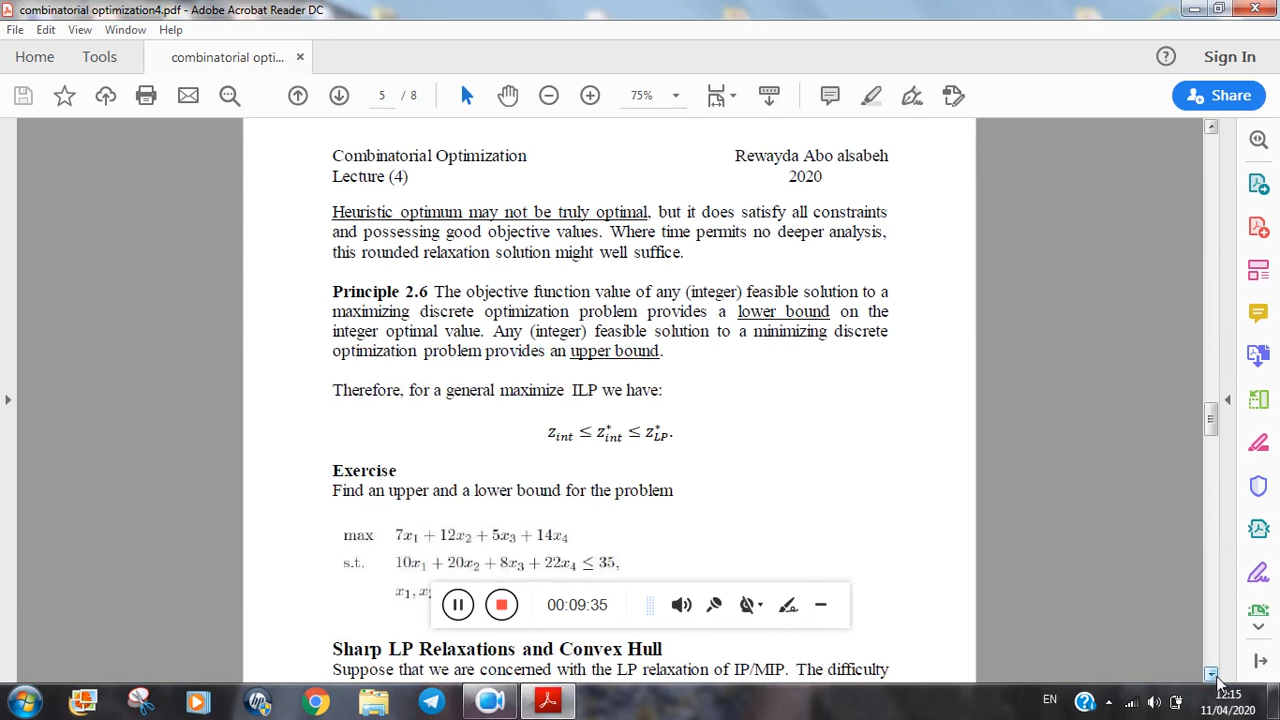 combinatorial optimization4.pdf - Adobe Acrobat Reader DC
File Edit View Window Help
Home Tools combinatorial opti... × Sign In
5 / 8 75% Share
Combinatorial Optimization Rewayda Abo alsabeh
Lecture (4) 2020
Heuristic optimum may not be truly optimal, but it does satisfy all constraints
and possessing good objective values. Where time permits no deeper analysis,
this rounded relaxation solution might well suffice.
Principle 2.6 The objective function value of any (integer) feasible solution to a
maximizing discrete optimization problem provides a lower bound on the
integer optimal value. Any (integer) feasible solution to a minimizing discrete
optimization problem provides an upper bound.
Therefore, for a general maximize ILP we have:
z_int ≤ z*_int ≤ z*_LP.
Exercise
Find an upper and a lower bound for the problem
max 7x₁ + 12x₂ + 5x₃ + 14x₄
s.t. 10x₁ + 20x₂ + 8x₃ + 22x₄ ≤ 35,
x₁, x₂
00:09:35
Sharp LP Relaxations and Convex Hull
Suppose that we are concerned with the LP relaxation of IP/MIP. The difficulty
EN 12:15
11/04/2020